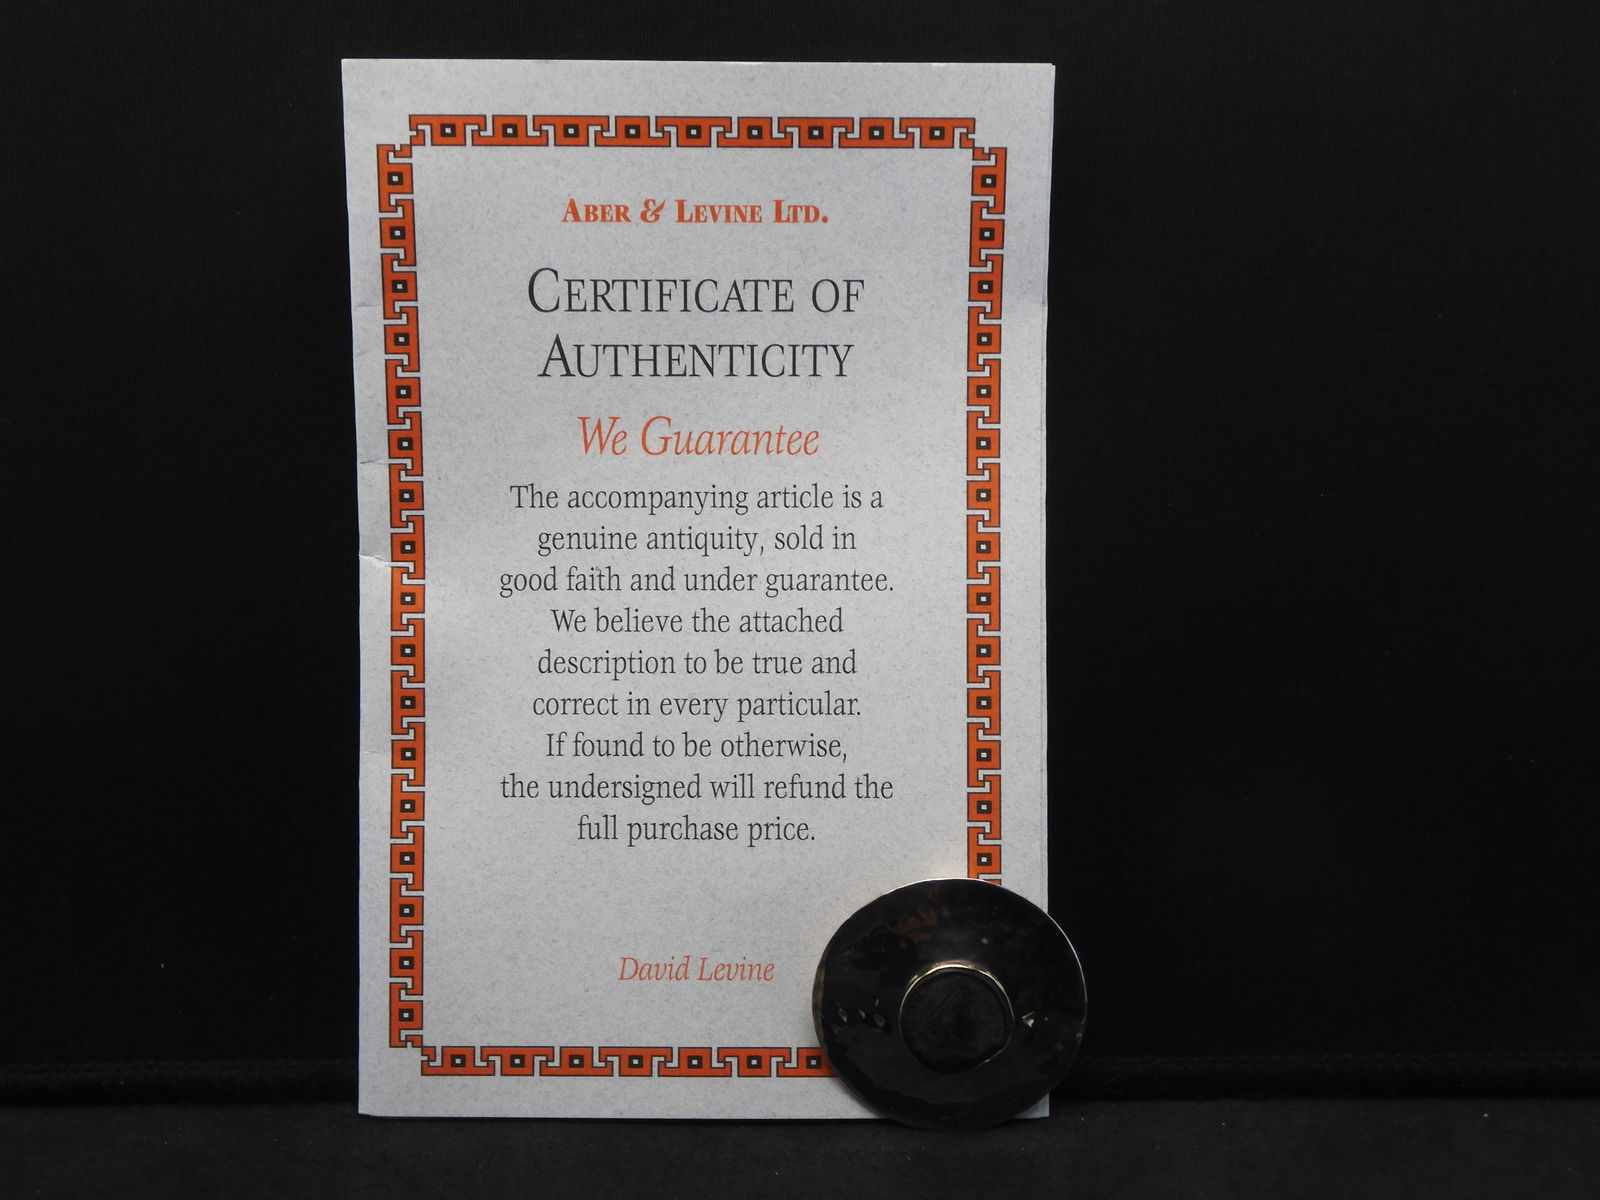 ABER & LEVINE LTD.
CERTIFICATE OF
AUTHENTICITY
We Guarantee
The accompanying article is a
genuine antiquity, sold in
good faith and under guarantee.
We believe the attached
description to be true and
correct in every particular.
If found to be otherwise,
the undersigned will refund the
full purchase price.
David Levine